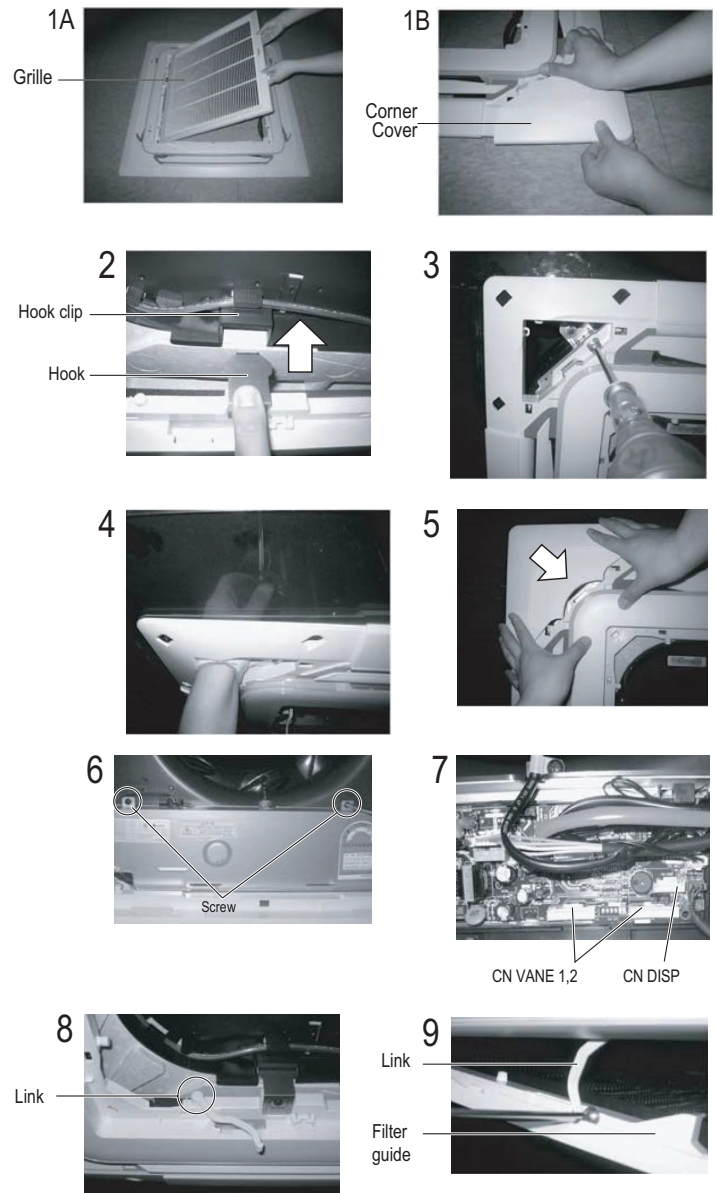 1A
1B
Grille
Corner
Cover
2
3
Hook clip
Hook
4
5
6
7
Screw
CN VANE 1,2
CN DISP
8
9
Link
Link
Filter
guide